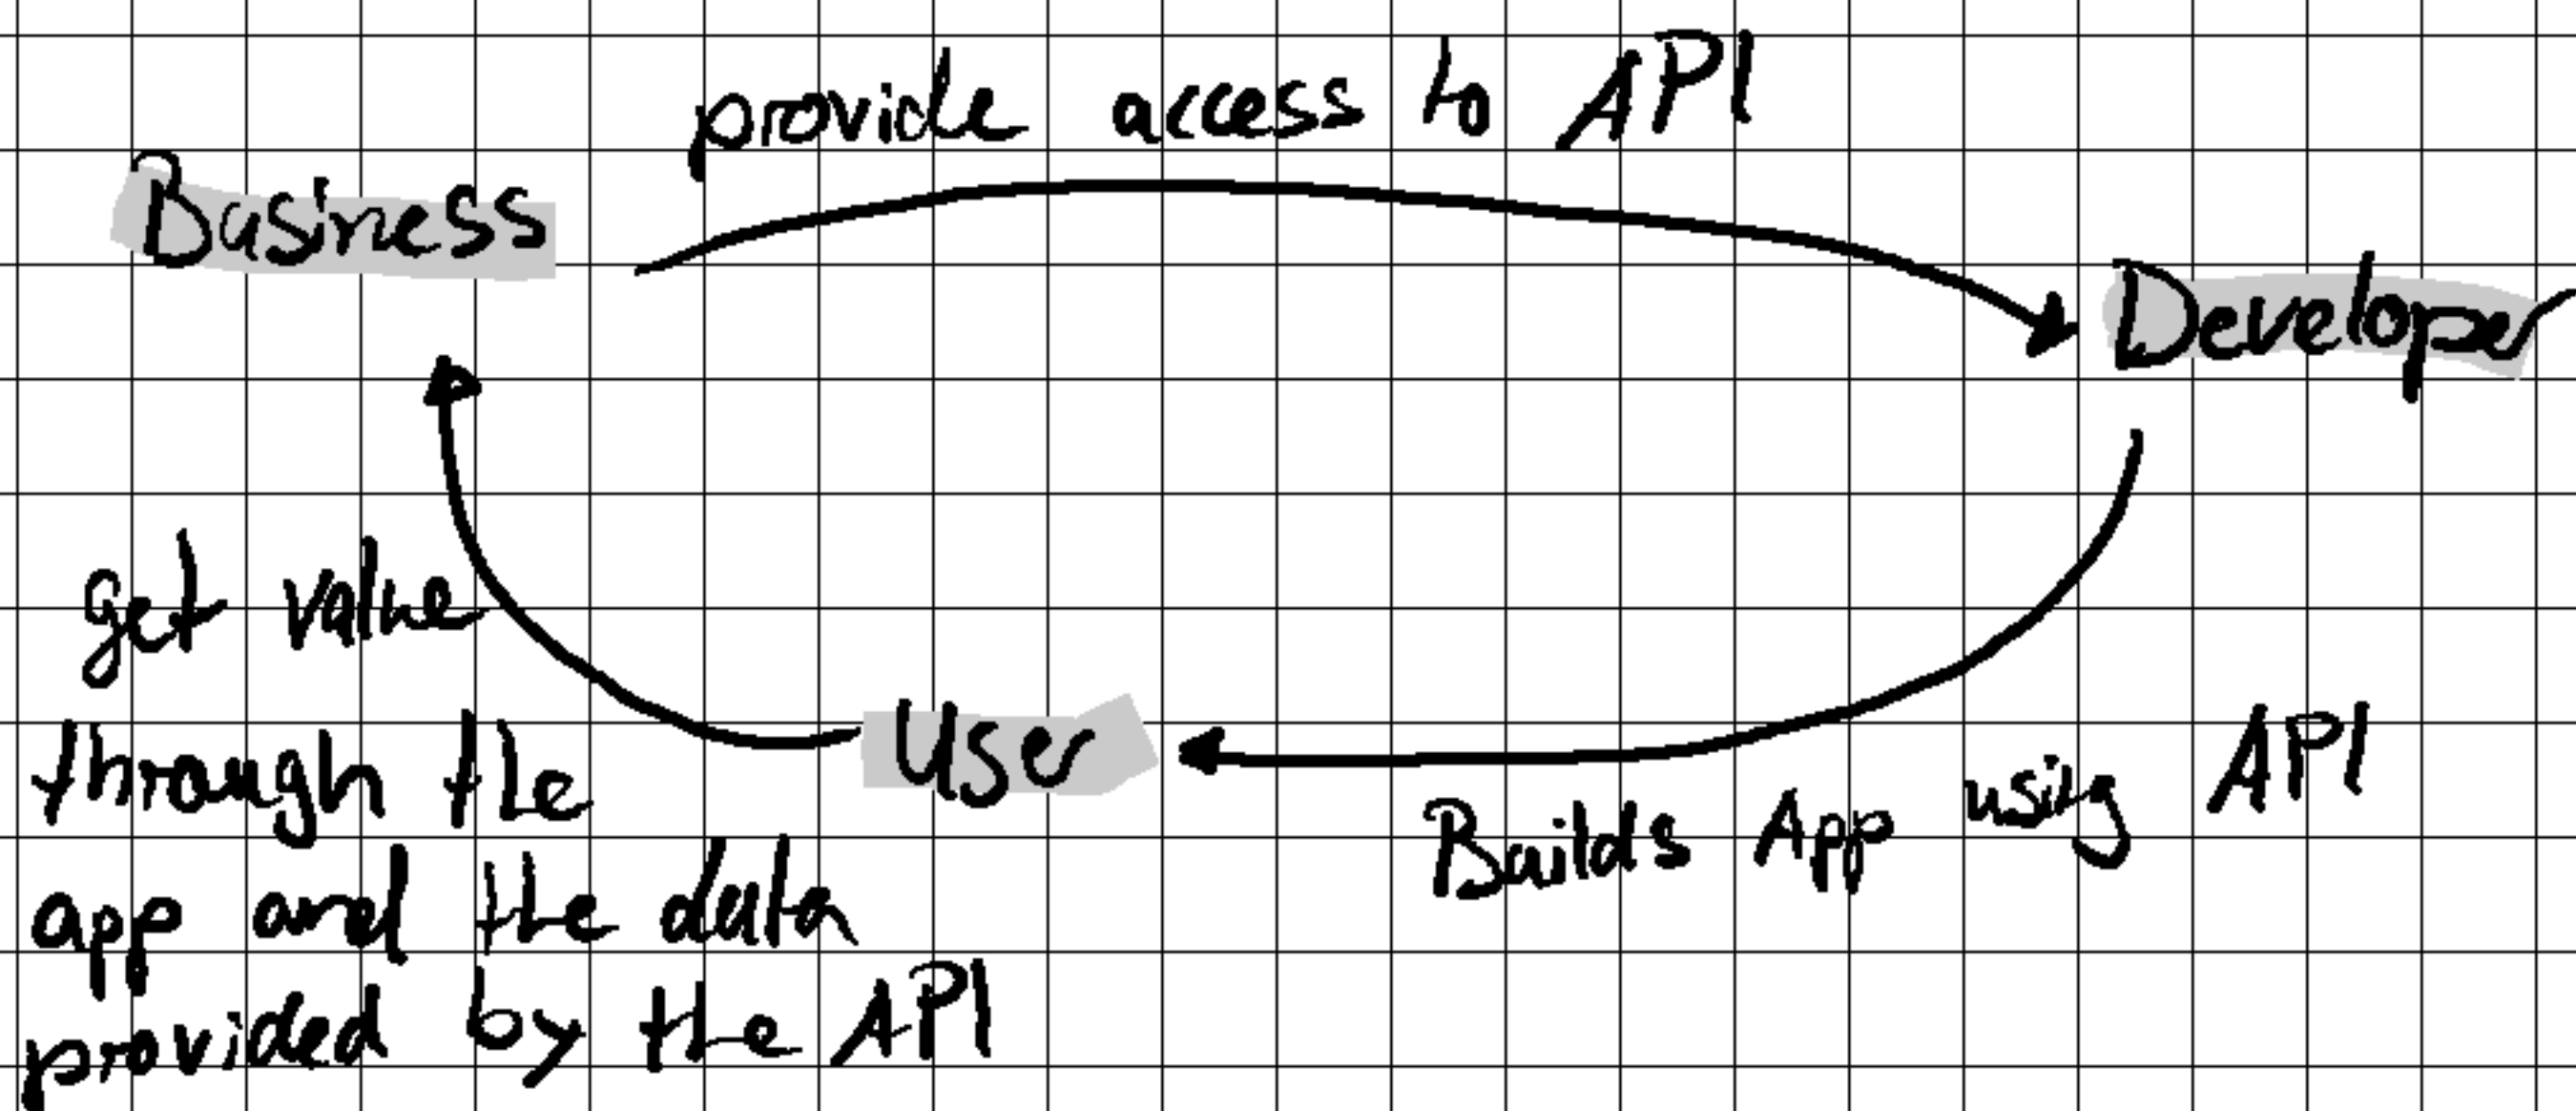 provide access to API
Business
Developer
get value
through the
app and the data
provided by the API
User
Builds App using API